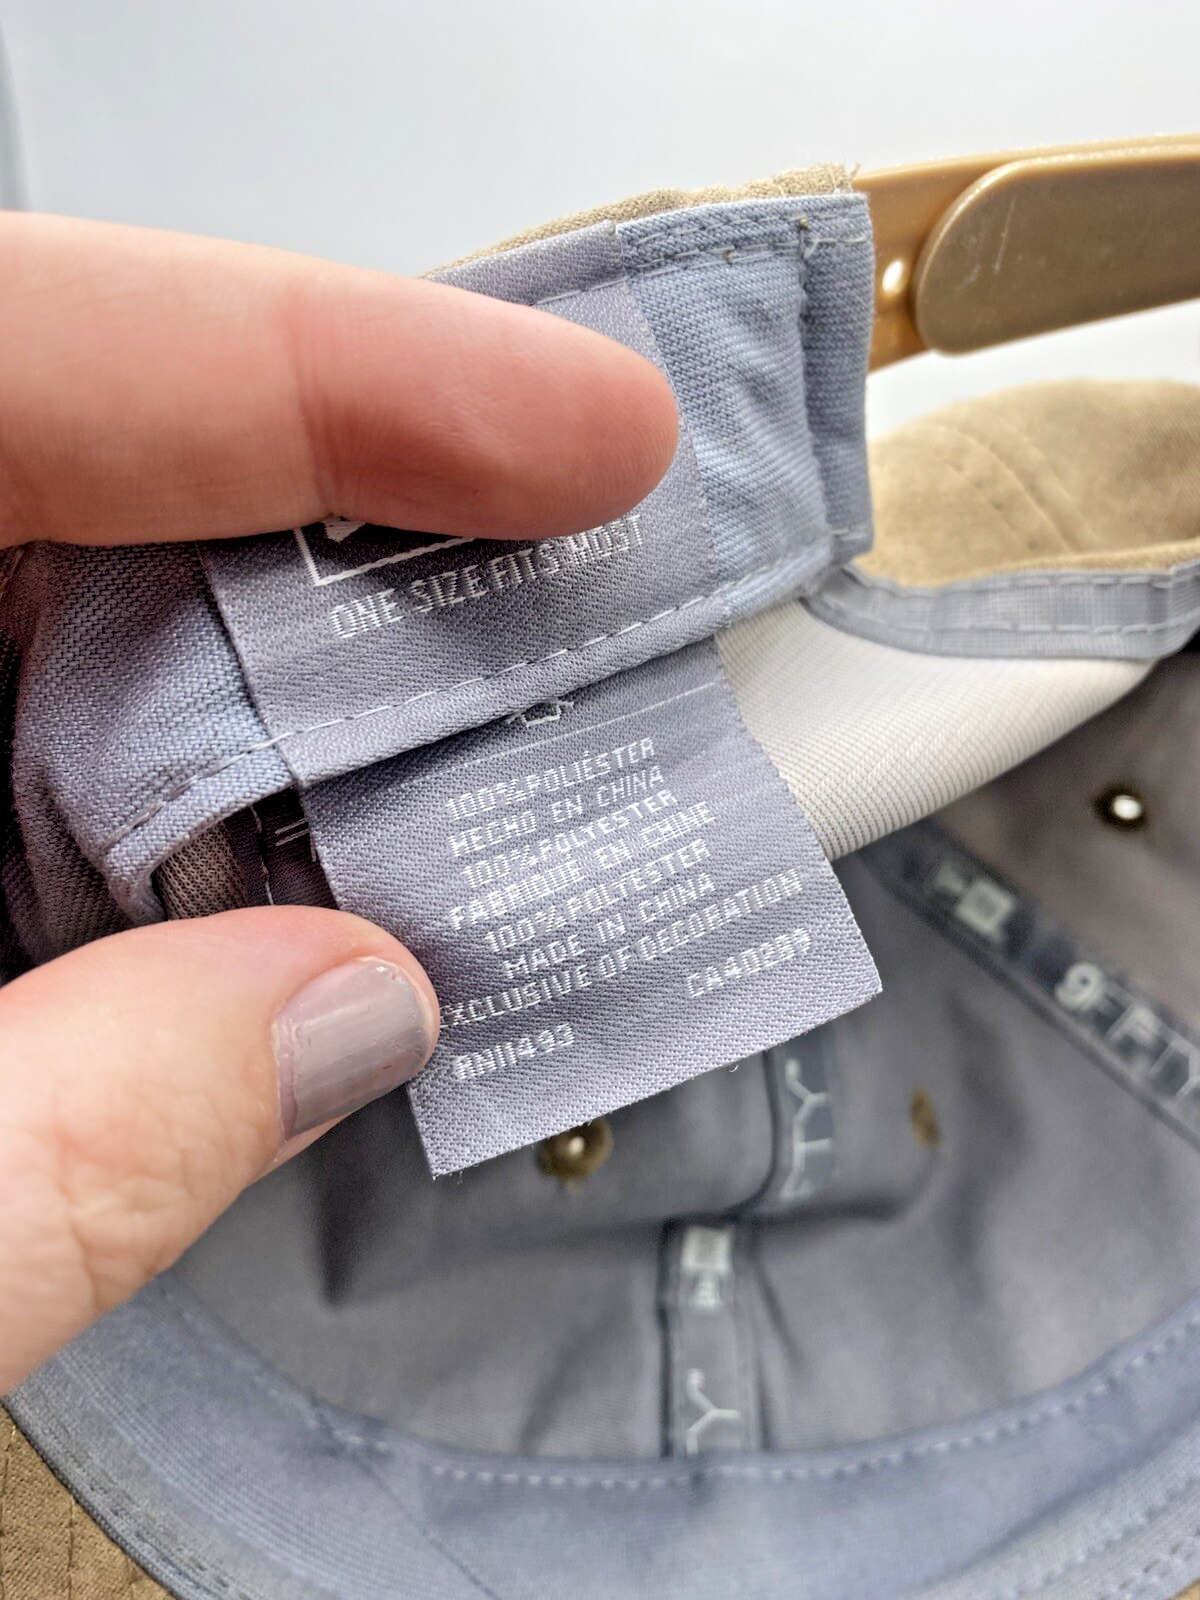 ONE SIZE FITS MOST
100% POLIÉSTER
HECHO EN CHINA
100% POLYESTER
FABRIQUÉ EN CHINE
100% POLYESTER
MADE IN CHINA
EXCLUSIVE OF DECORATION
CA40289
RN11493
9FIFTY